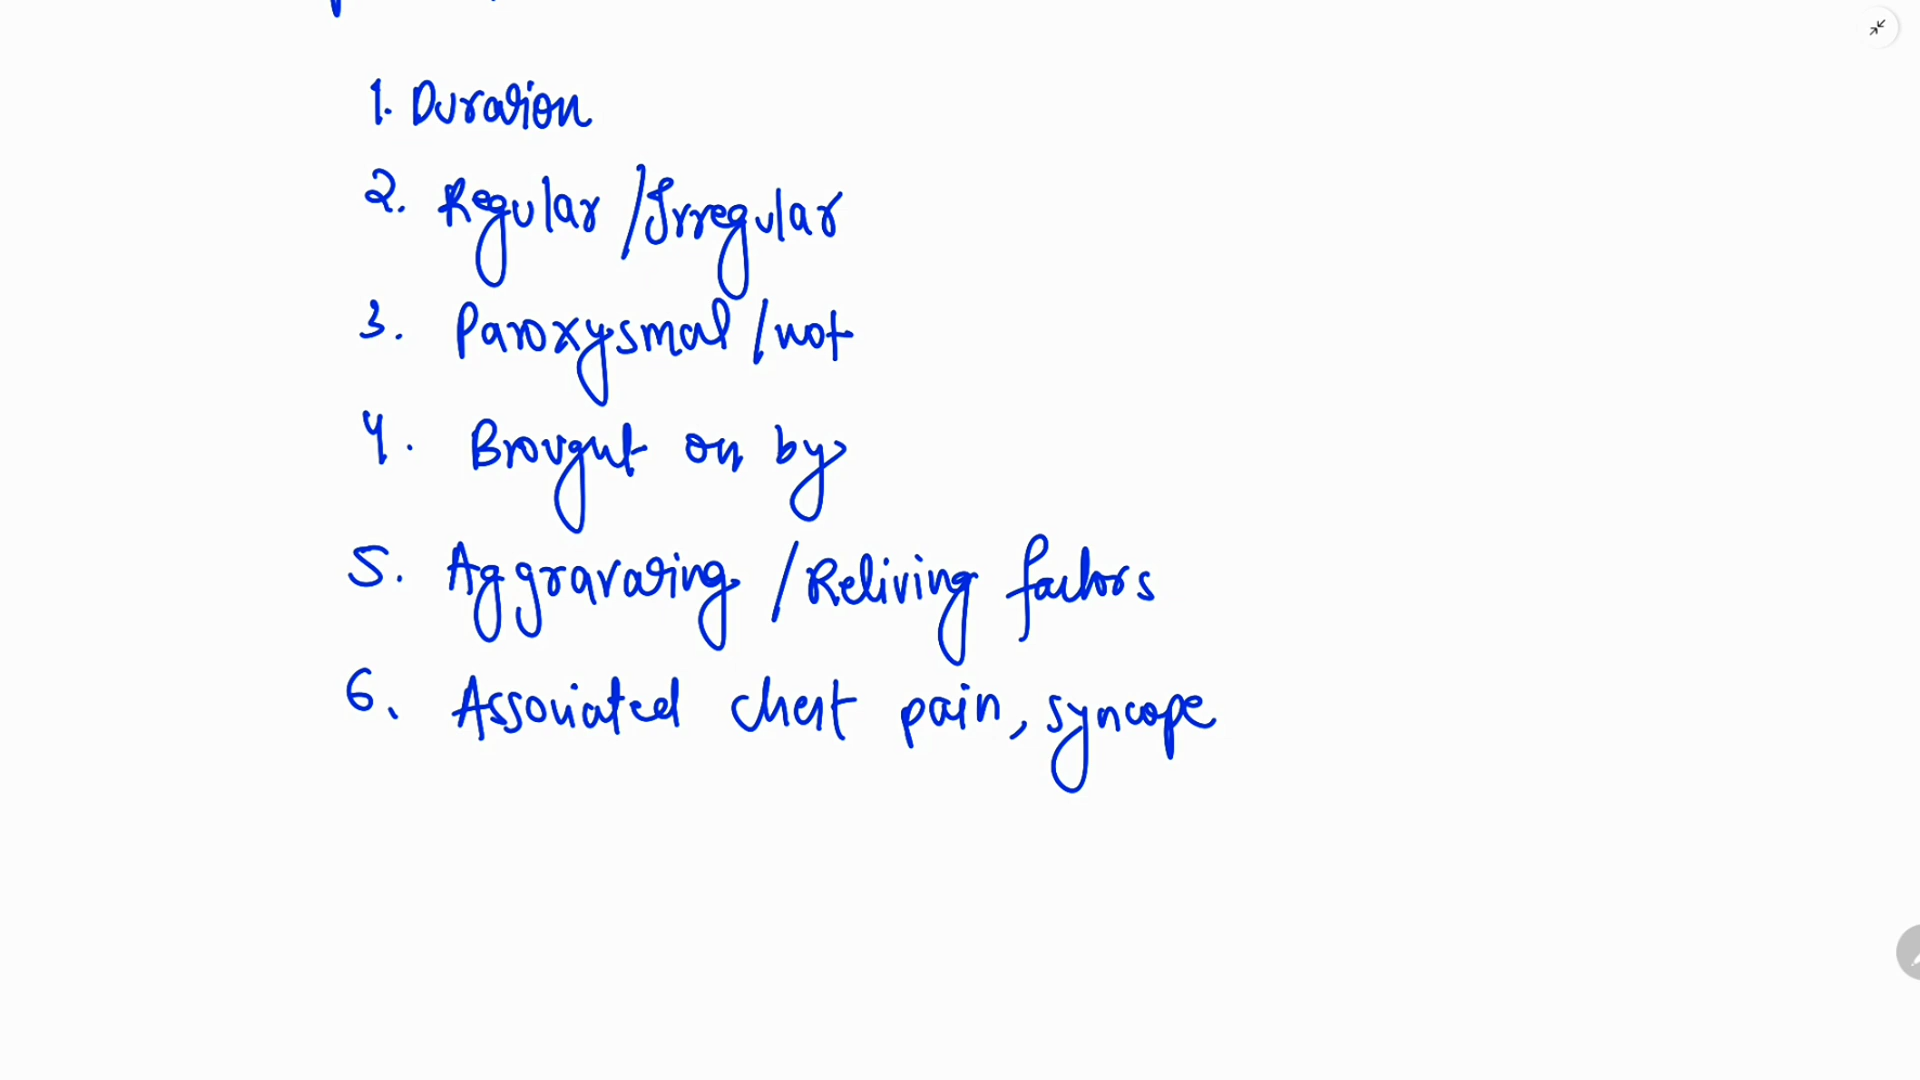 1. Duration
2. Regular /Irregular
3. Paroxysmal /not
4. Brought on by
5. Aggravating /Reliving factors
6. Associated chest pain, syncope